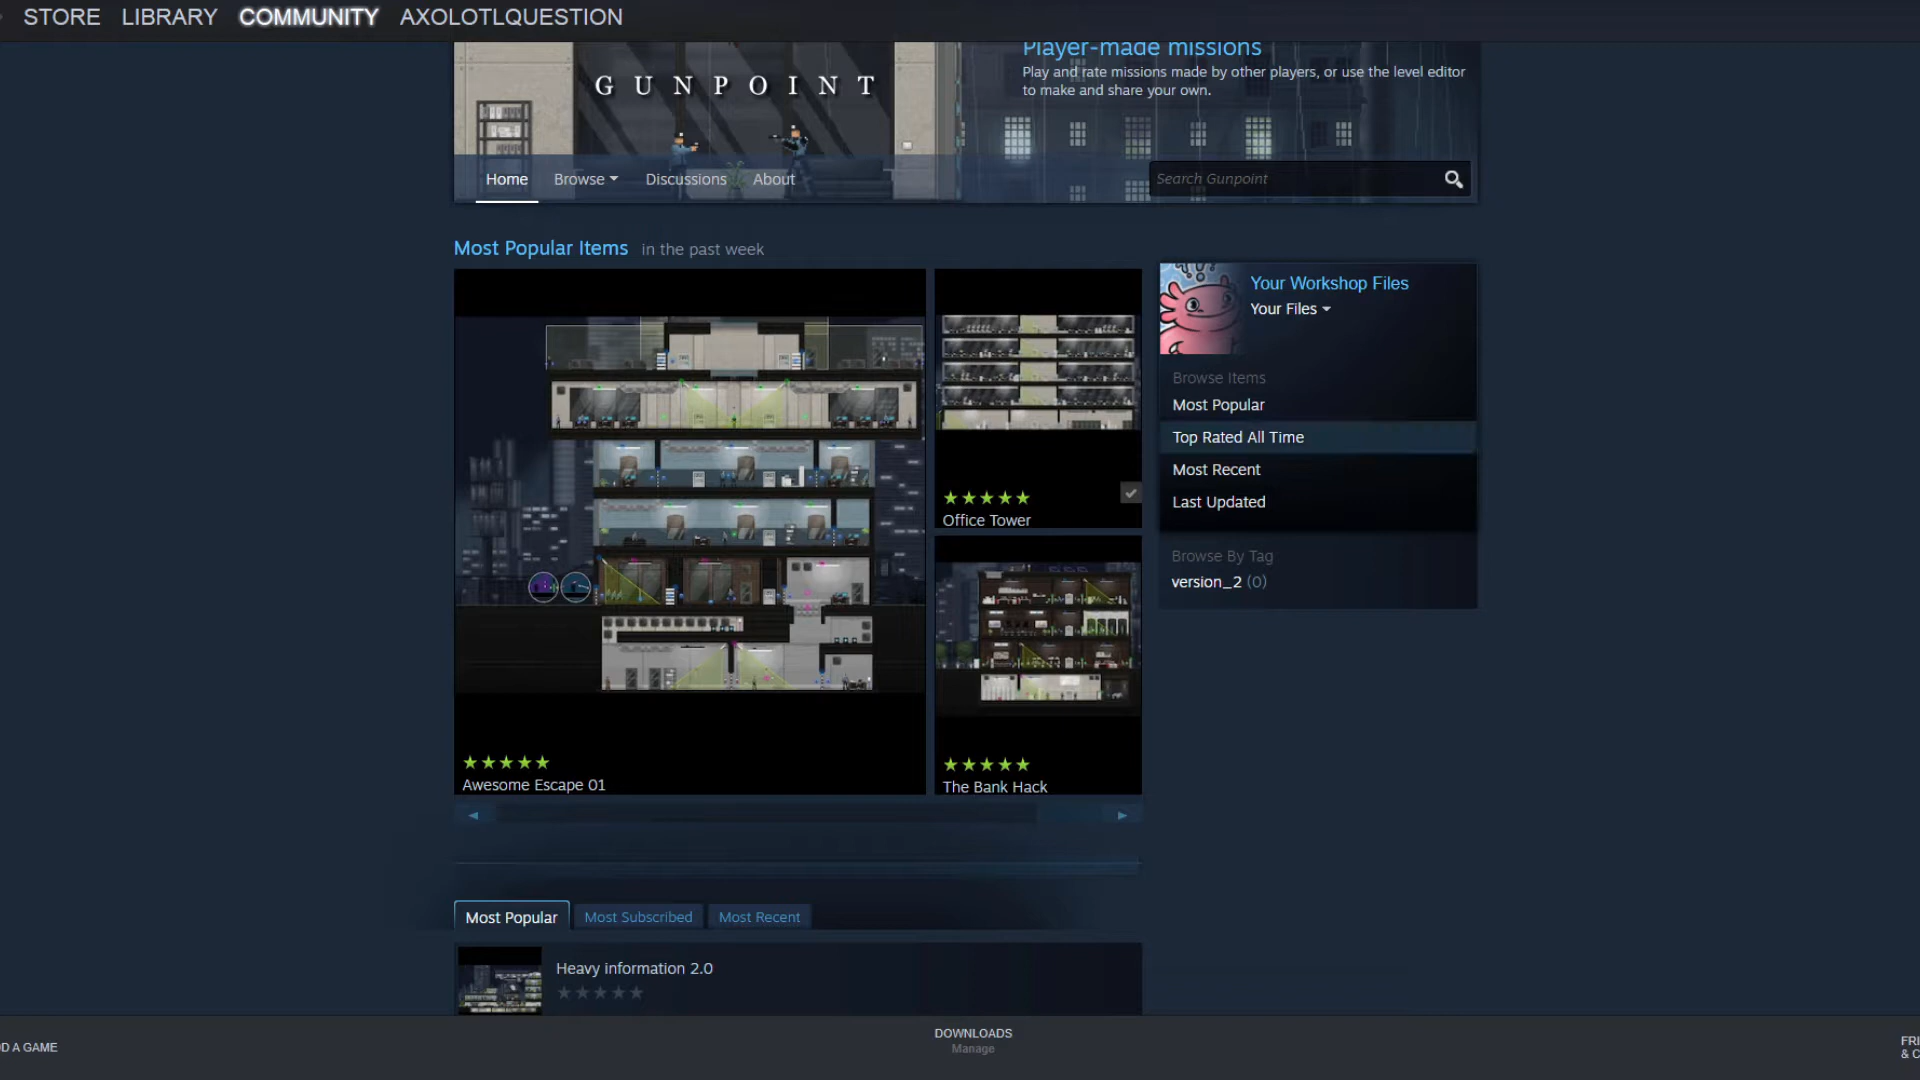 STORE LIBRARY COMMUNITY AXOLOTLQUESTION
GUNPOINT
Player-made missions
Play and rate missions made by other players, or use the level editor
to make and share your own.
Home Browse Discussions About
Search Gunpoint
Most Popular Items in the past week
Your Workshop Files
Your Files
Browse Items
Most Popular
Top Rated All Time
Most Recent
Last Updated
Browse By Tag
version_2 (0)
Office Tower
Awesome Escape 01
The Bank Hack
Most Popular Most Subscribed Most Recent
Heavy information 2.0
D A GAME
DOWNLOADS
Manage
FRI
& C